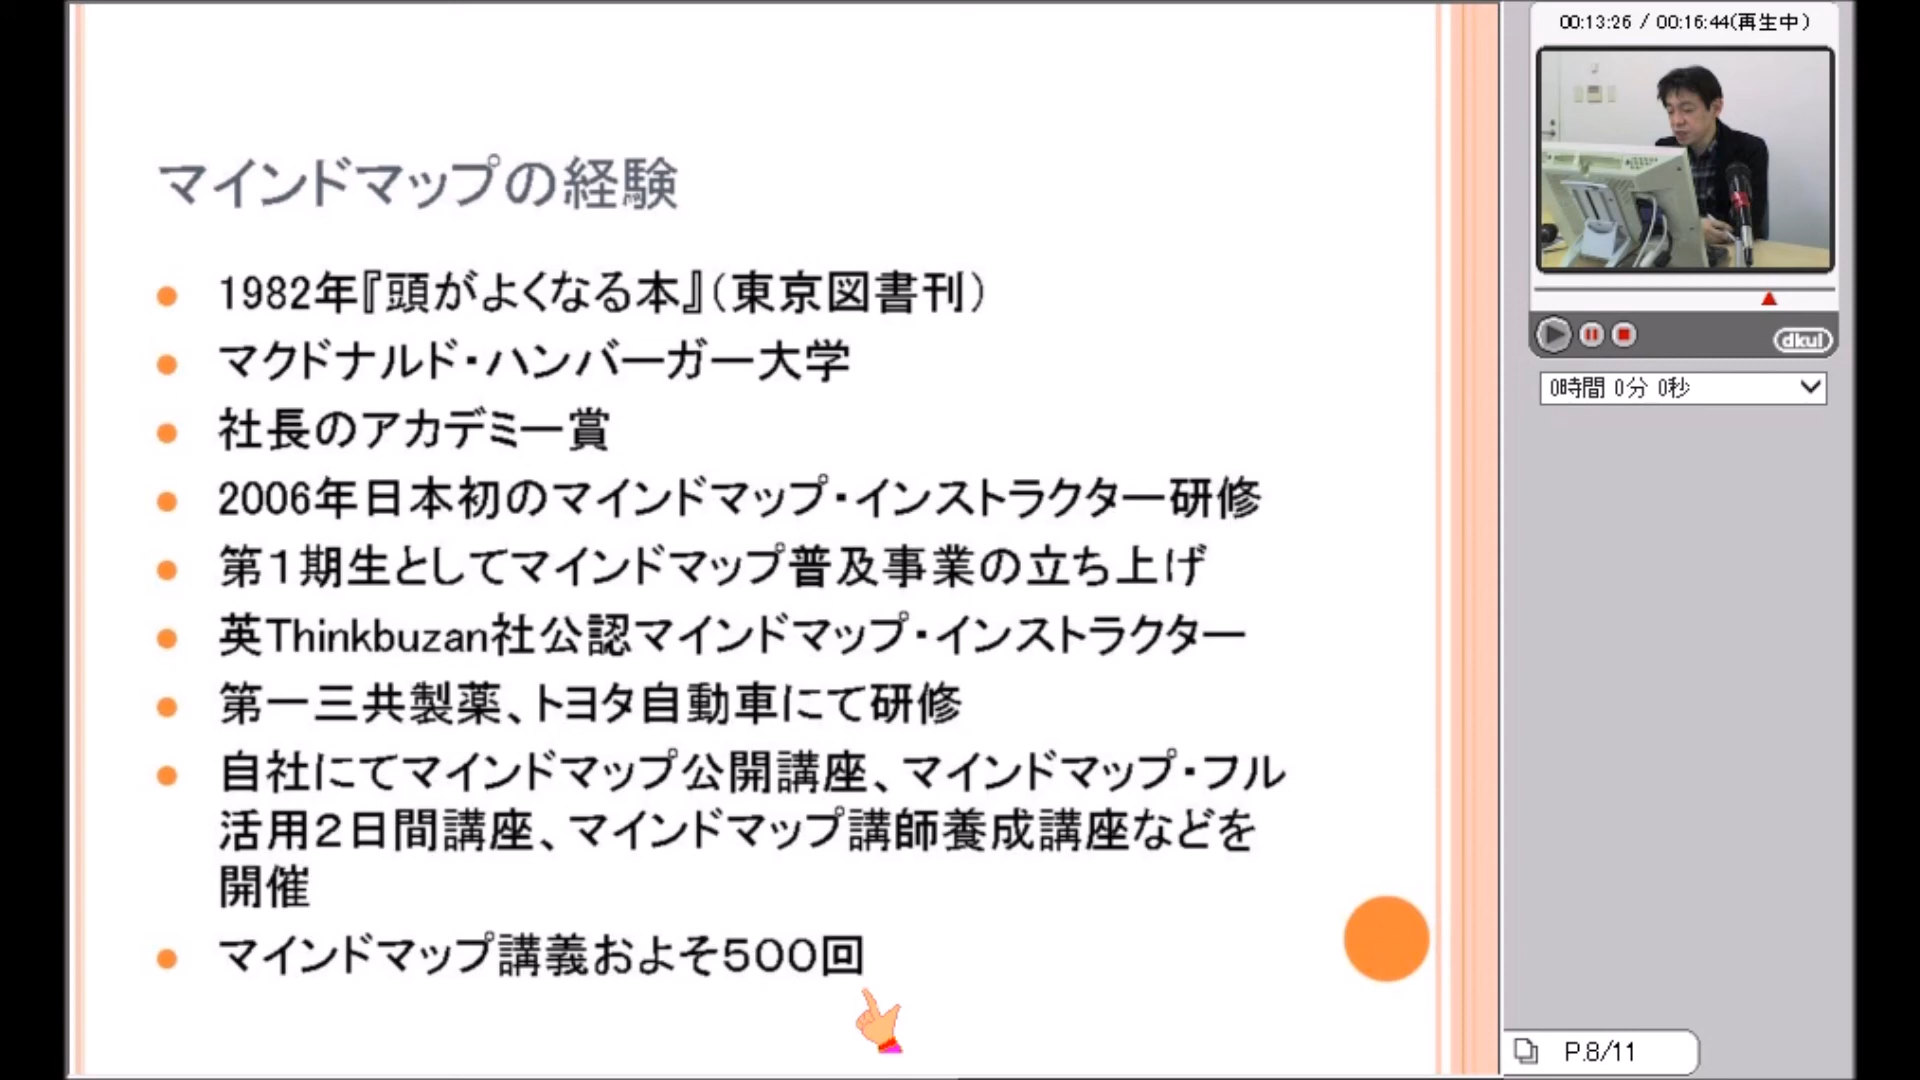 マインドマップの経験
1982年『頭がよくなる本』（東京図書刊）
マクドナルド・ハンバーガー大学
社長のアカデミー賞
2006年日本初のマインドマップ・インストラクター研修
第１期生としてマインドマップ普及事業の立ち上げ
英Thinkbuzan社公認マインドマップ・インストラクター
第一三共製薬、トヨタ自動車にて研修
自社にてマインドマップ公開講座、マインドマップ・フル
活用２日間講座、マインドマップ講師養成講座などを
開催
マインドマップ講義およそ５００回
00:13:26 / 00:16:44(再生中)
dkul
0時間 0分 0秒
P.8/11